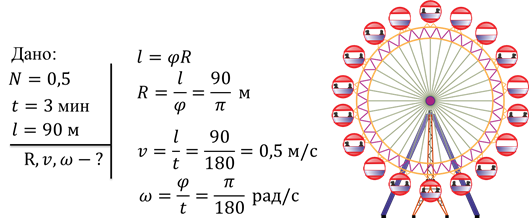 Дано:
N = 0,5
t = 3 мин
l = 90 м
R, v, ω − ?
l = φR
R = l/φ = 90/π м
v = l/t = 90/180 = 0,5 м/с
ω = φ/t = π/180 рад/с